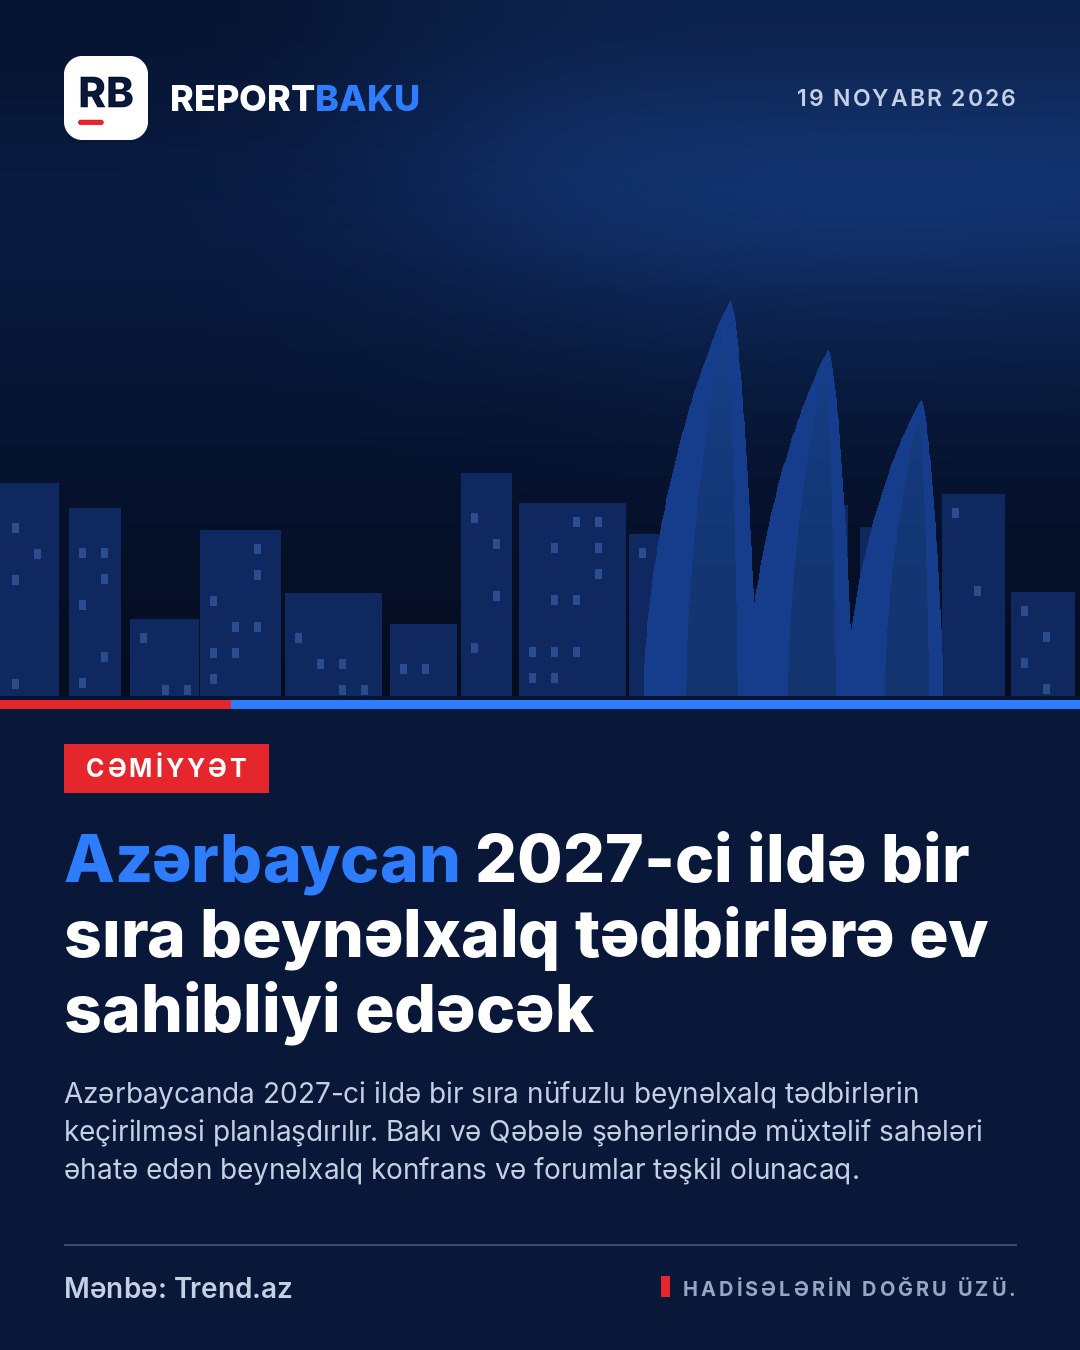 RB
REPORTBAKU
19 NOYABR 2026
CƏMİYYƏT
Azərbaycan 2027-ci ildə bir
sıra beynəlxalq tədbirlərə ev
sahibliyi edəcək
Azərbaycanda 2027-ci ildə bir sıra nüfuzlu beynəlxalq tədbirlərin
keçirilməsi planlaşdırılır. Bakı və Qəbələ şəhərlərində müxtəlif sahələri
əhatə edən beynəlxalq konfrans və forumlar təşkil olunacaq.
Mənbə: Trend.az
HADİSƏLƏRİN DOĞRU ÜZÜ.